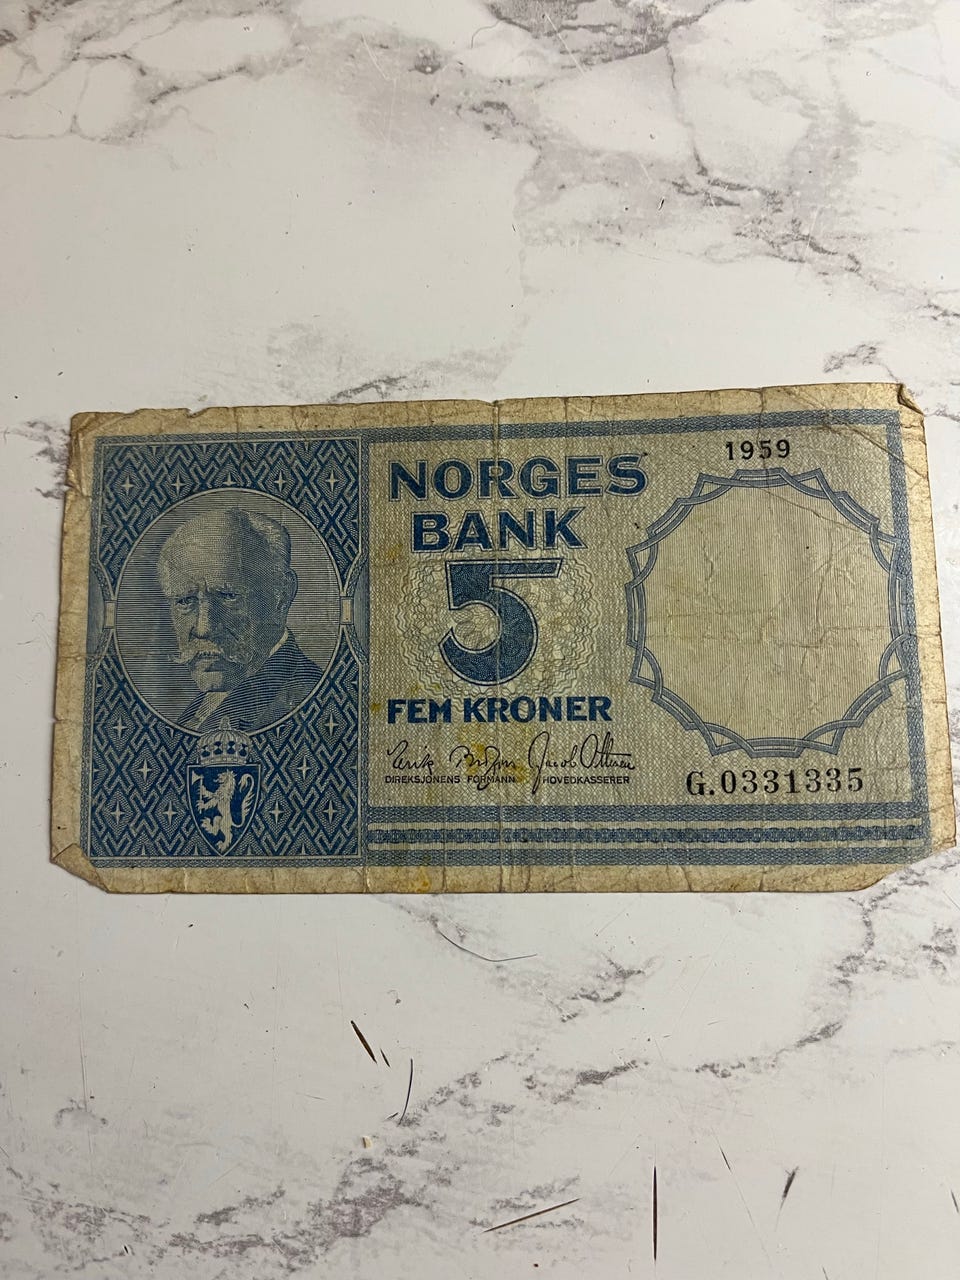 1959
NORGES
BANK
5
FEM KRONER
DIREKSJONENS FORMANN HOVEDKASSERER
G.0331335